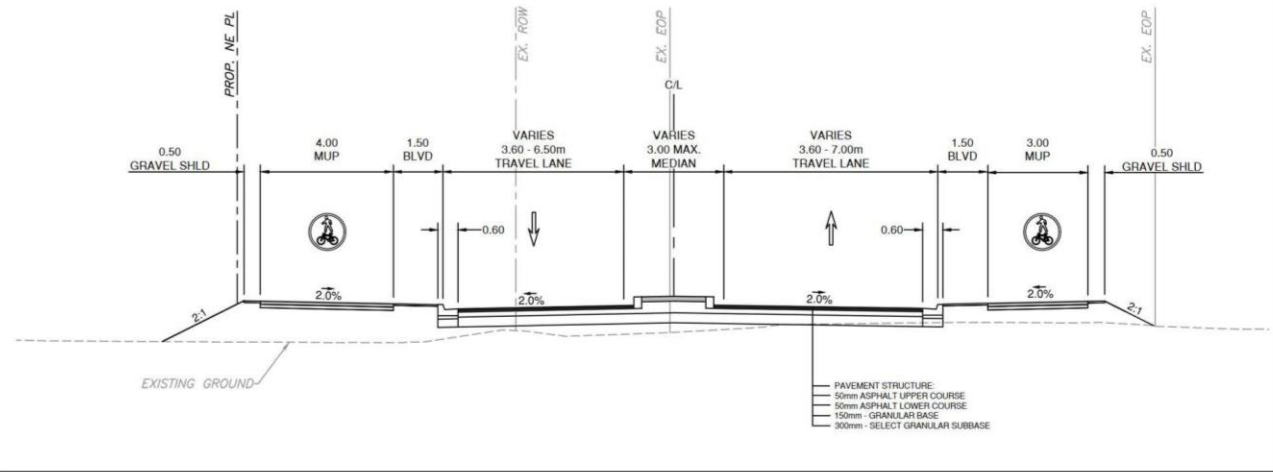 PROP. NE PL
EX. ROW
EX. EOP
EX. EOP
C/L
0.50
GRAVEL SHLD
4.00
MUP
1.50
BLVD
VARIES
3.60 - 6.50m
TRAVEL LANE
VARIES
3.00 MAX.
MEDIAN
VARIES
3.60 - 7.00m
TRAVEL LANE
1.50
BLVD
3.00
MUP
0.50
GRAVEL SHLD
0.60
0.60
2:1
2.0%
2.0%
2.0%
2.0%
2:1
EXISTING GROUND
PAVEMENT STRUCTURE:
50mm ASPHALT UPPER COURSE
50mm ASPHALT LOWER COURSE
150mm - GRANULAR BASE
300mm - SELECT GRANULAR SUBBASE